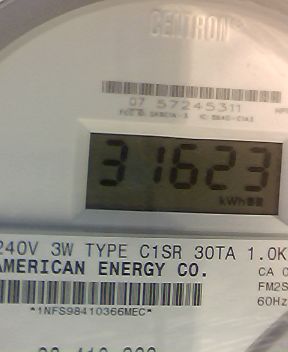 CENTRON
07 57245311
31623
kWh
240V 3W TYPE C1SR 30TA 1.0K
AMERICAN ENERGY CO.
CA 0
FM2S
60Hz
*1NFS98410366MEC*